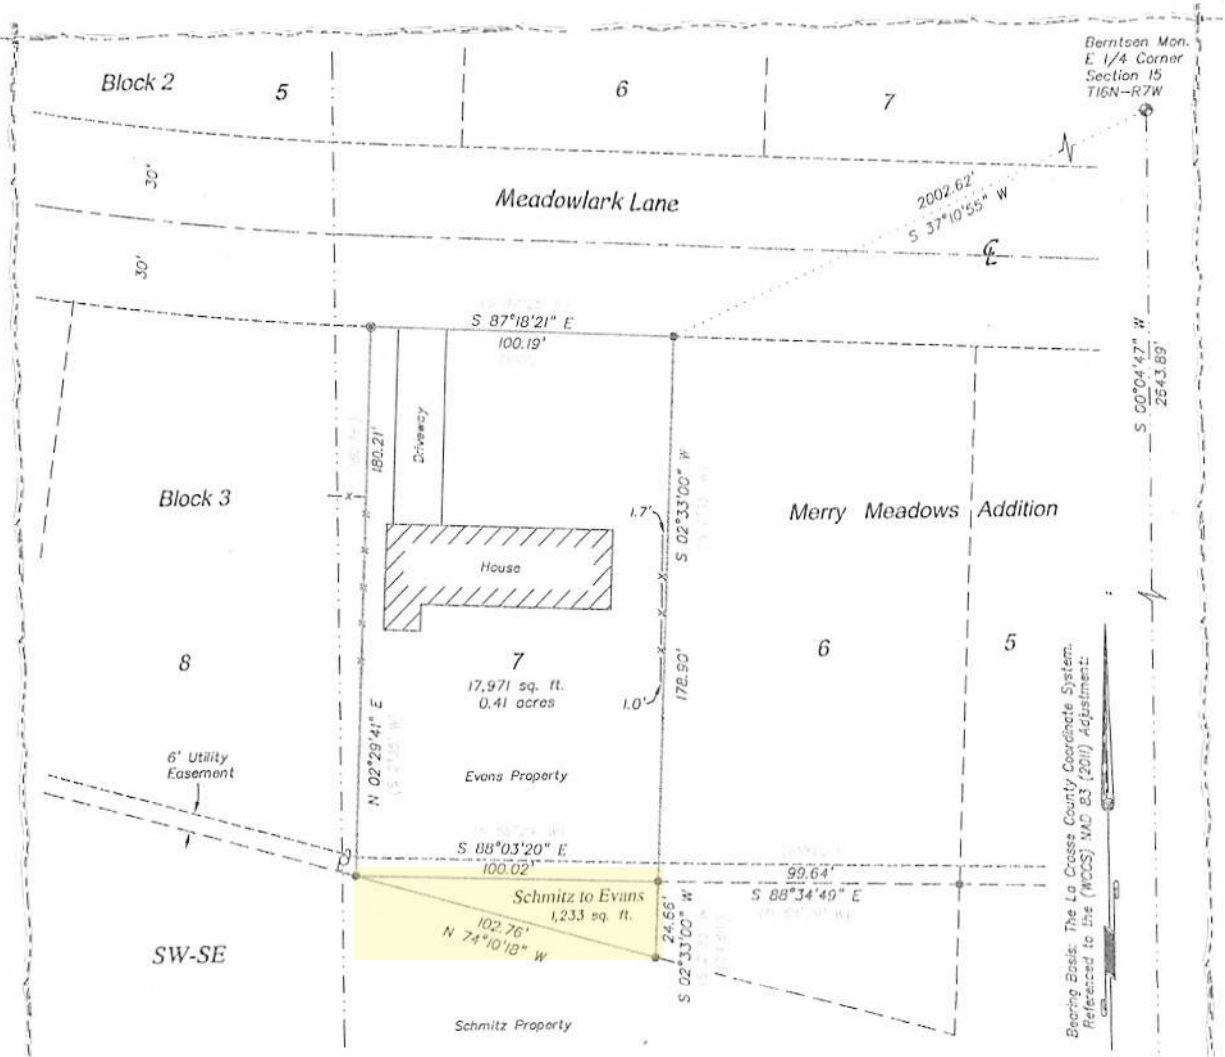 Berntsen Mon.
E 1/4 Corner
Section 15
T16N-R7W
Block 2
5
6
7
30'
Meadowlark Lane
2002.62'
S 37°10'55" W
30'
S 87°18'21" E
100.19'
S 00°04'47" W
2643.89'
180.21'
Driveway
Block 3
1.7'
S 02°33'00" W
Merry Meadows Addition
House
8
7
17,971 sq. ft.
0.41 acres
6
5
1.0'
178.90'
N 02°29'41" E
6' Utility
Easement
Evans Property
S 88°03'20" E
100.02'
99.64'
S 88°34'49" E
Schmitz to Evans
1,233 sq. ft.
102.76'
N 74°10'18" W
24.66'
S 02°33'00" W
SW-SE
Schmitz Property
Bearing Basis: The La Crosse County Coordinate System.
Referenced to the (WCCS) NAD 83 (2011) Adjustment: